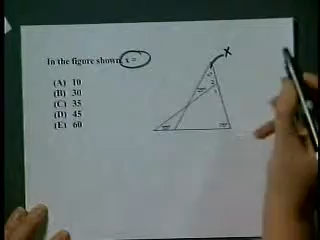 In the figure shown, x =
x
(A) 10
(B) 30
(C) 35
(D) 45
(E) 60